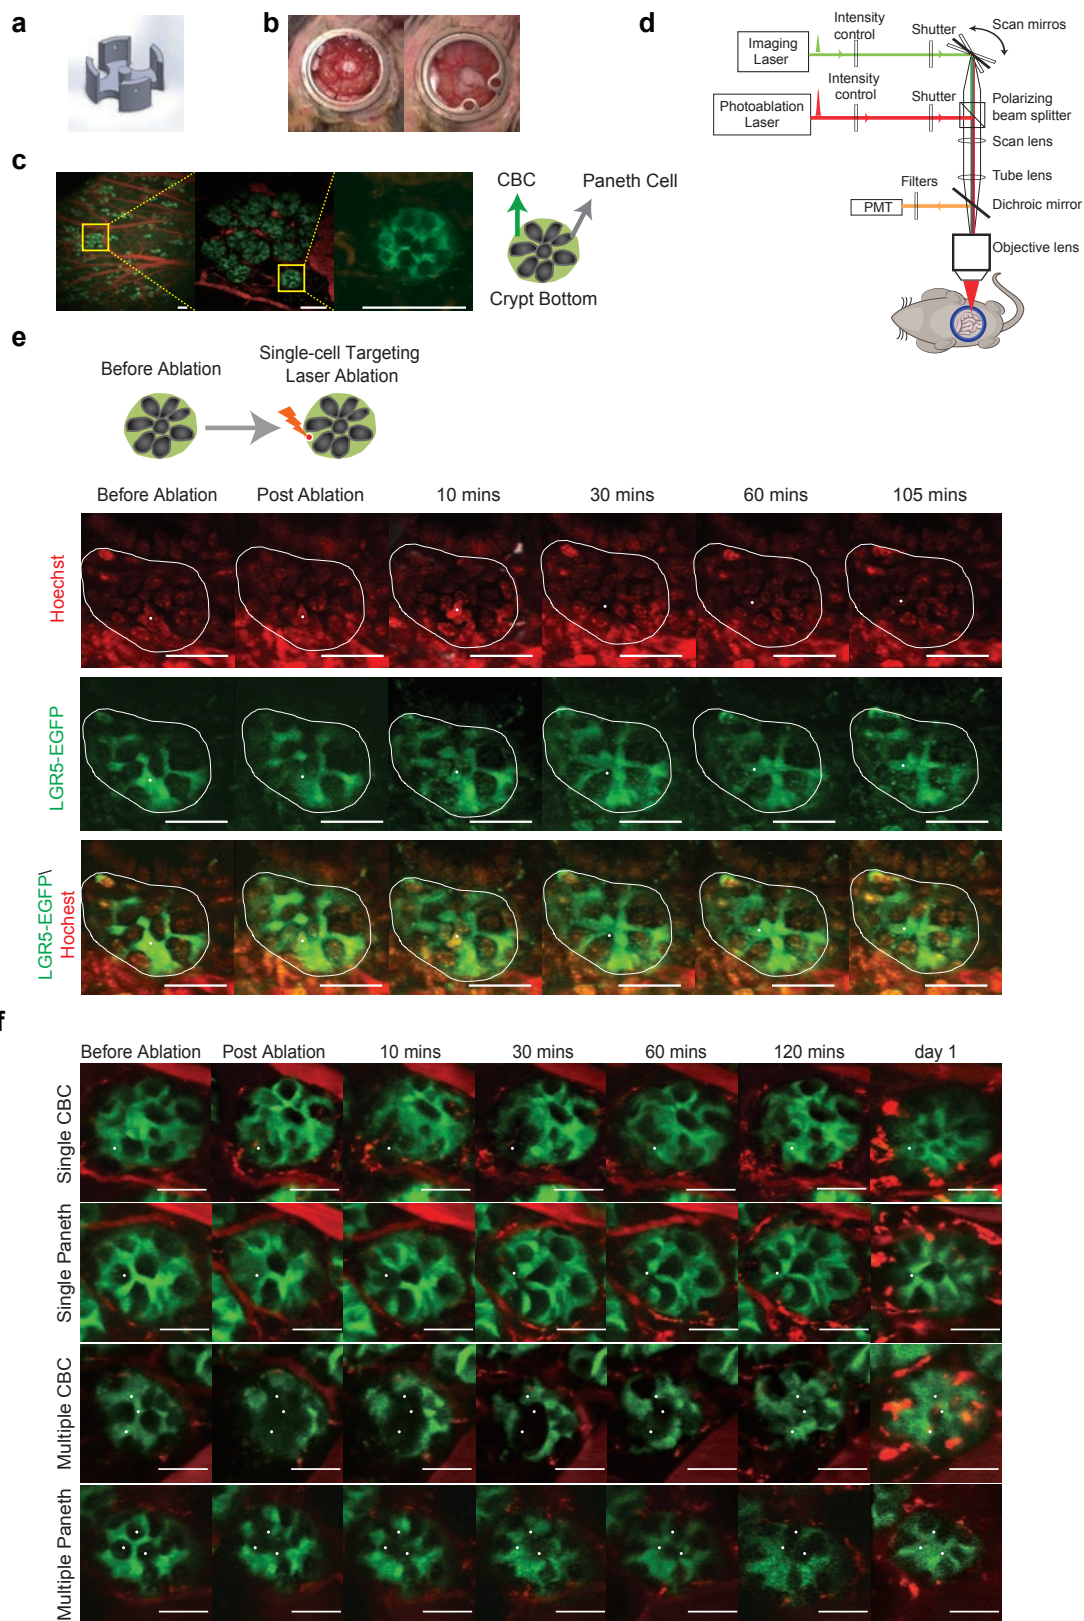 a
b
c
CBC
Paneth Cell
Crypt Bottom
d
Imaging
Laser
Intensity
control
Shutter
Scan mirros
Photoablation
Laser
Intensity
control
Shutter
Polarizing
beam splitter
Scan lens
Tube lens
Filters
PMT
Dichroic mirror
Objective lens
e
Before Ablation
Single-cell Targeting
Laser Ablation
Before Ablation
Post Ablation
10 mins
30 mins
60 mins
105 mins
Hoechst
LGR5-EGFP
LGR5-EGFP\
Hochest
f
Before Ablation
Post Ablation
10 mins
30 mins
60 mins
120 mins
day 1
Single CBC
Single Paneth
Multiple CBC
Multiple Paneth